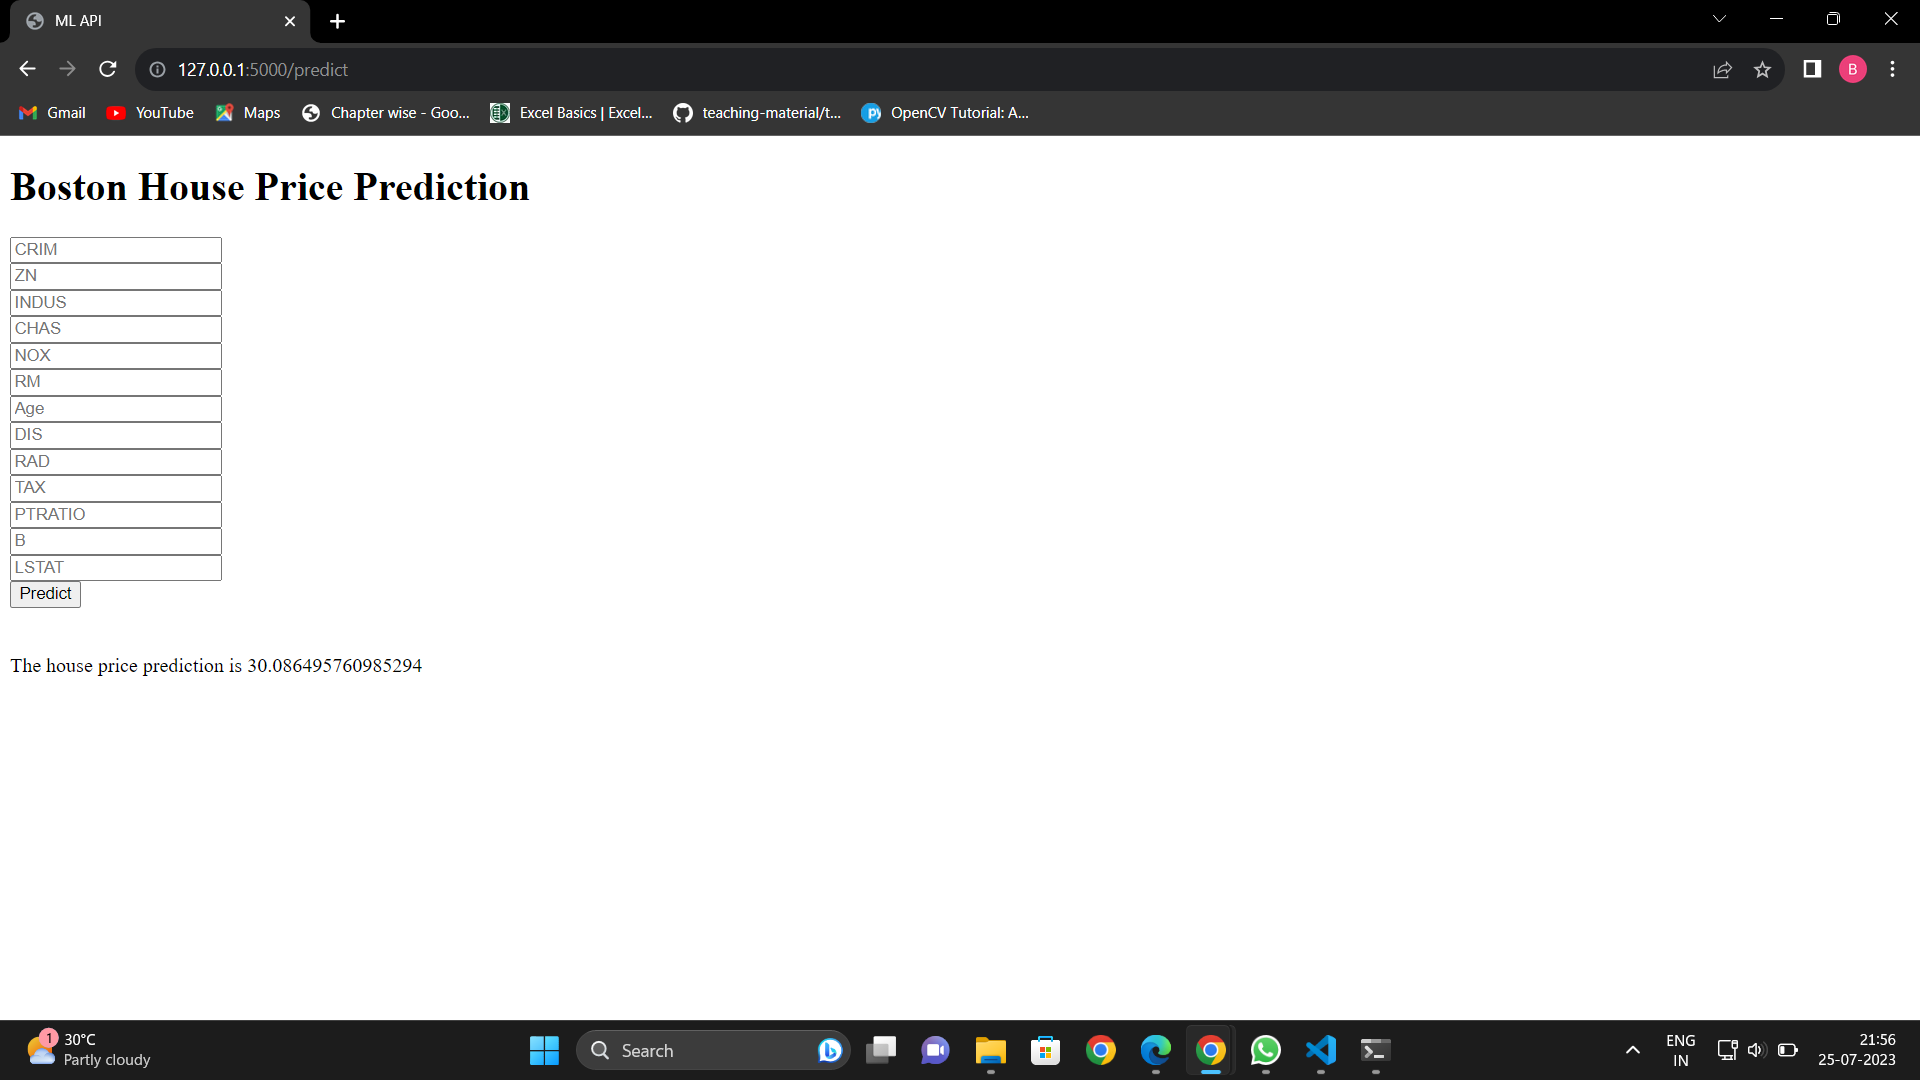 ML API
127.0.0.1:5000/predict
B
Gmail
YouTube
Maps
Chapter wise - Goo...
Excel Basics | Excel...
teaching-material/t...
OpenCV Tutorial: A...
Boston House Price Prediction
CRIM
ZN
INDUS
CHAS
NOX
RM
Age
DIS
RAD
TAX
PTRATIO
B
LSTAT
Predict
The house price prediction is 30.086495760985294
1
30°C
Partly cloudy
Search
ENG
IN
21:56
25-07-2023